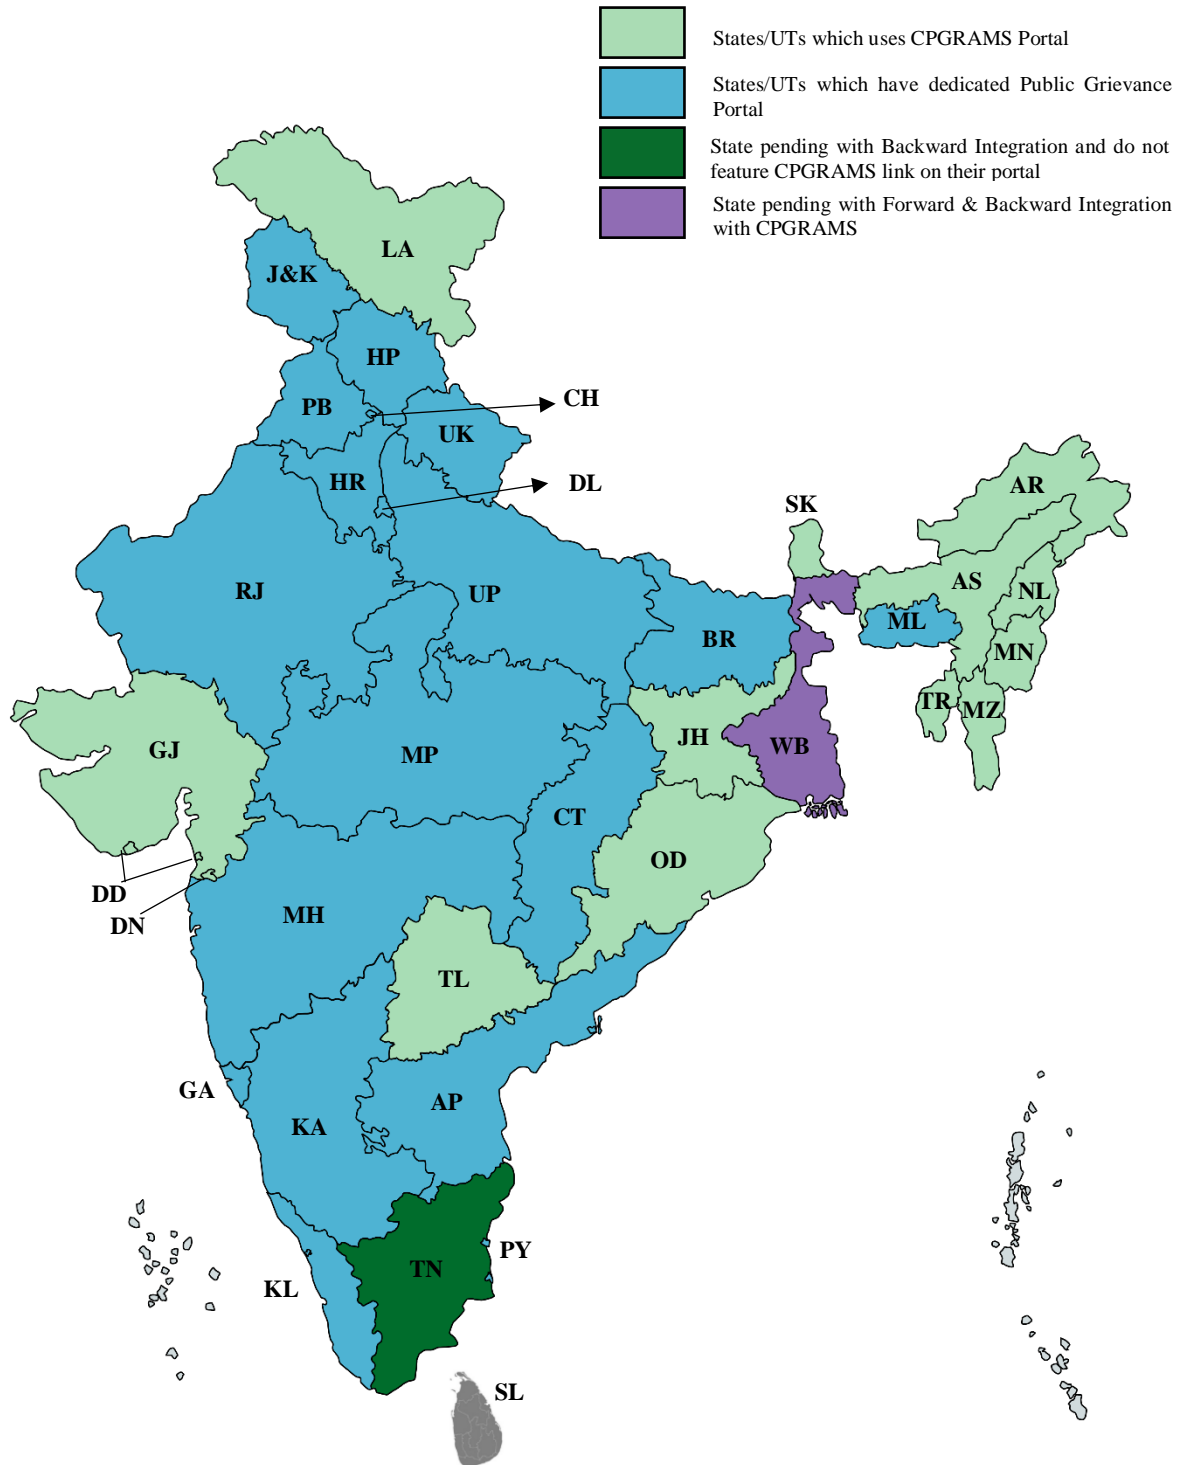 States/UTs which uses CPGRAMS Portal
States/UTs which have dedicated Public Grievance
Portal
State pending with Backward Integration and do not
feature CPGRAMS link on their portal
State pending with Forward & Backward Integration
with CPGRAMS
LA
J&K
HP
CH
PB
UK
HR
DL
AR
SK
AS
RJ
UP
NL
ML
BR
MN
TR
MZ
GJ
JH
WB
MP
CT
OD
DD
DN
MH
TL
GA
AP
KA
PY
TN
KL
SL